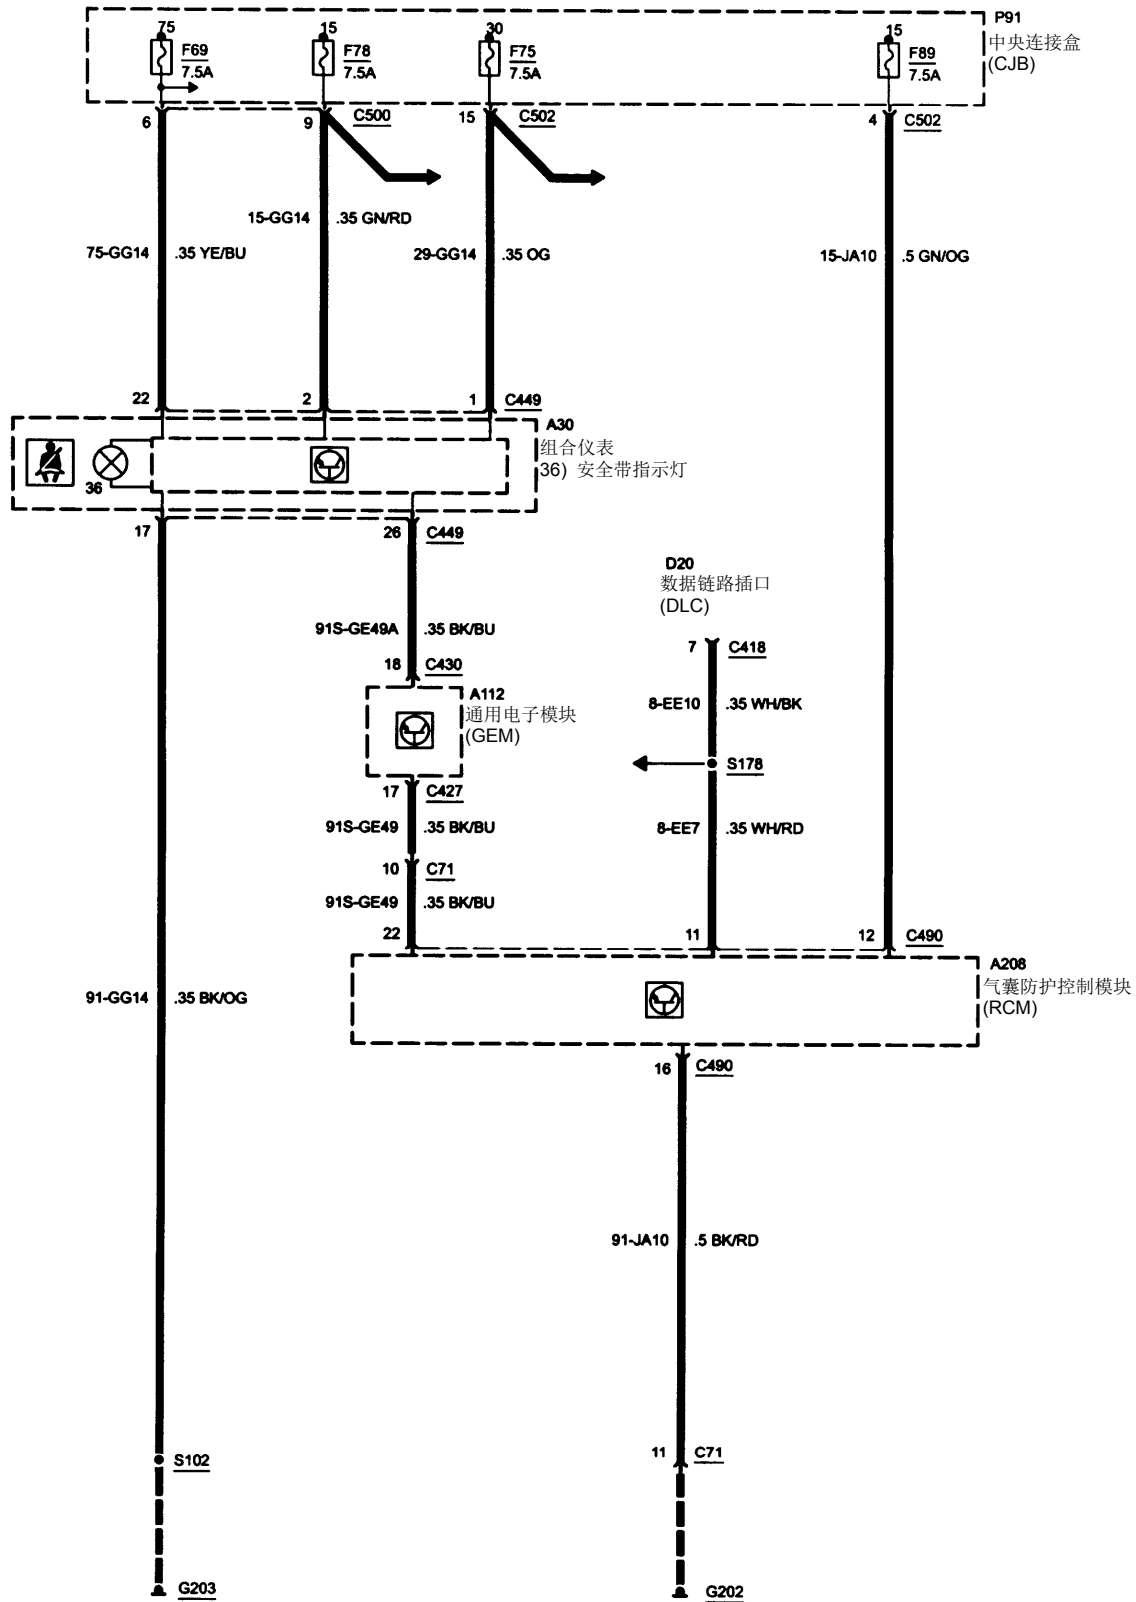 P91
中央连接盒
(CJB)
75
F69
7.5A
15
F78
7.5A
30
F75
7.5A
15
F89
7.5A
6
9
C500
15
C502
4
C502
15-GG14 .35 GN/RD
75-GG14 .35 YE/BU
29-GG14 .35 OG
15-JA10 .5 GN/OG
22
2
1
C449
A30
组合仪表
36) 安全带指示灯
36
17
26
C449
D20
数据链路插口
(DLC)
91S-GE49A .35 BK/BU
7
C418
18
C430
A112
通用电子模块
(GEM)
8-EE10 .35 WH/BK
S178
17
C427
91S-GE49 .35 BK/BU
8-EE7 .35 WH/RD
10
C71
91S-GE49 .35 BK/BU
22
11
12
C490
A208
气囊防护控制模块
(RCM)
91-GG14 .35 BK/OG
16
C490
91-JA10 .5 BK/RD
11
C71
S102
G203
G202